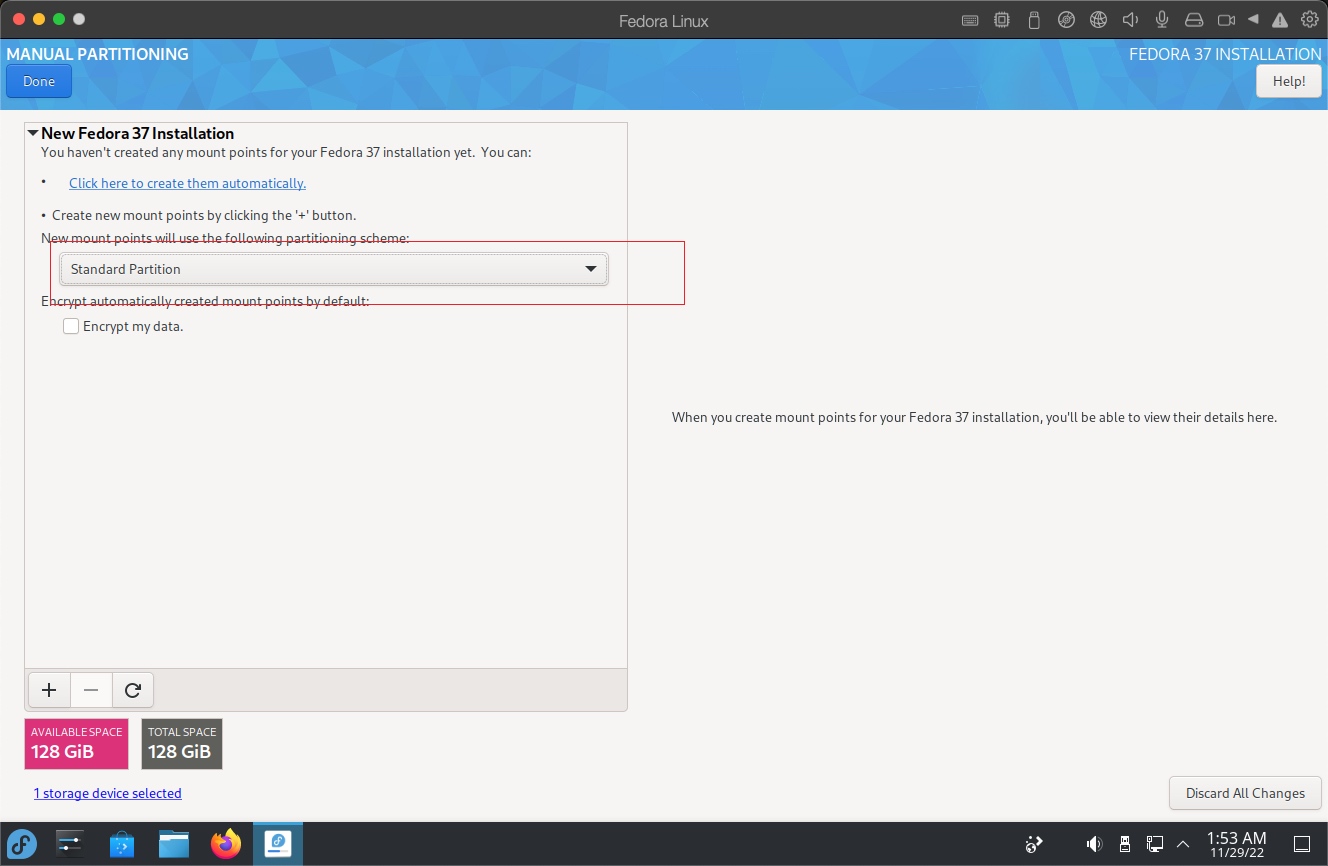 Fedora Linux
MANUAL PARTITIONING
FEDORA 37 INSTALLATION
Done
Help!
New Fedora 37 Installation
You haven't created any mount points for your Fedora 37 installation yet.  You can:
• Click here to create them automatically.
• Create new mount points by clicking the '+' button.
New mount points will use the following partitioning scheme:
Standard Partition
Encrypt automatically created mount points by default:
Encrypt my data.
When you create mount points for your Fedora 37 installation, you'll be able to view their details here.
AVAILABLE SPACE
128 GiB
TOTAL SPACE
128 GiB
1 storage device selected
Discard All Changes
1:53 AM
11/29/22